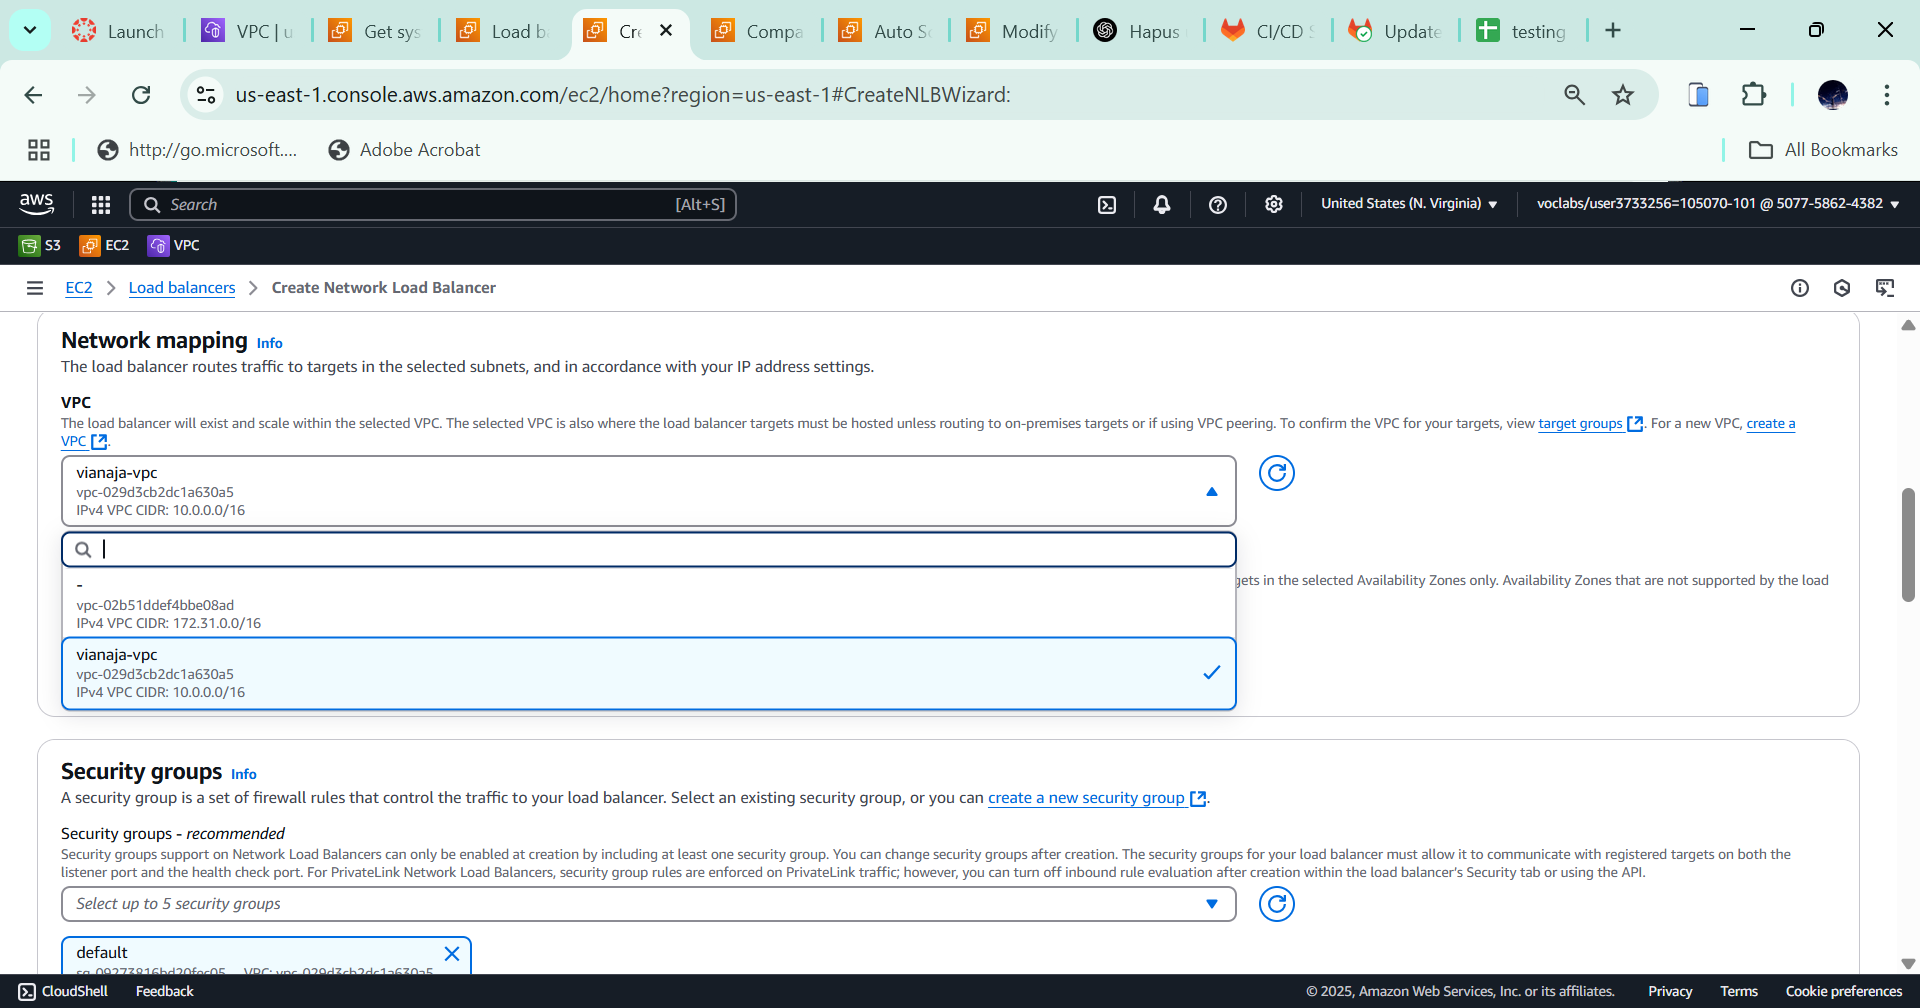 Launch
VPC | u
Get sys
Load b
Cre
Compa
Auto Sc
Modify
Hapus
CI/CD S
Update
testing
us-east-1.console.aws.amazon.com/ec2/home?region=us-east-1#CreateNLBWizard:
http://go.microsoft....
Adobe Acrobat
All Bookmarks
aws
Search
[Alt+S]
United States (N. Virginia)
voclabs/user3733256=105070-101 @ 5077-5862-4382
S3
EC2
VPC
EC2
Load balancers
Create Network Load Balancer
Network mapping Info
The load balancer routes traffic to targets in the selected subnets, and in accordance with your IP address settings.
VPC
The load balancer will exist and scale within the selected VPC. The selected VPC is also where the load balancer targets must be hosted unless routing to on-premises targets or if using VPC peering. To confirm the VPC for your targets, view target groups. For a new VPC, create a
VPC.
vianaja-vpc
vpc-029d3cb2dc1a630a5
IPv4 VPC CIDR: 10.0.0.0/16
-
vpc-02b51ddef4bbe08ad
IPv4 VPC CIDR: 172.31.0.0/16
gets in the selected Availability Zones only. Availability Zones that are not supported by the load
vianaja-vpc
vpc-029d3cb2dc1a630a5
IPv4 VPC CIDR: 10.0.0.0/16
Security groups Info
A security group is a set of firewall rules that control the traffic to your load balancer. Select an existing security group, or you can create a new security group.
Security groups - recommended
Security groups support on Network Load Balancers can only be enabled at creation by including at least one security group. You can change security groups after creation. The security groups for your load balancer must allow it to communicate with registered targets on both the
listener port and the health check port. For PrivateLink Network Load Balancers, security group rules are enforced on PrivateLink traffic; however, you can turn off inbound rule evaluation after creation within the load balancer's Security tab or using the API.
Select up to 5 security groups
default
sg-09273816bd20fec05 VPC: vpc-029d3cb2dc1a630a5
CloudShell
Feedback
© 2025, Amazon Web Services, Inc. or its affiliates.
Privacy
Terms
Cookie preferences